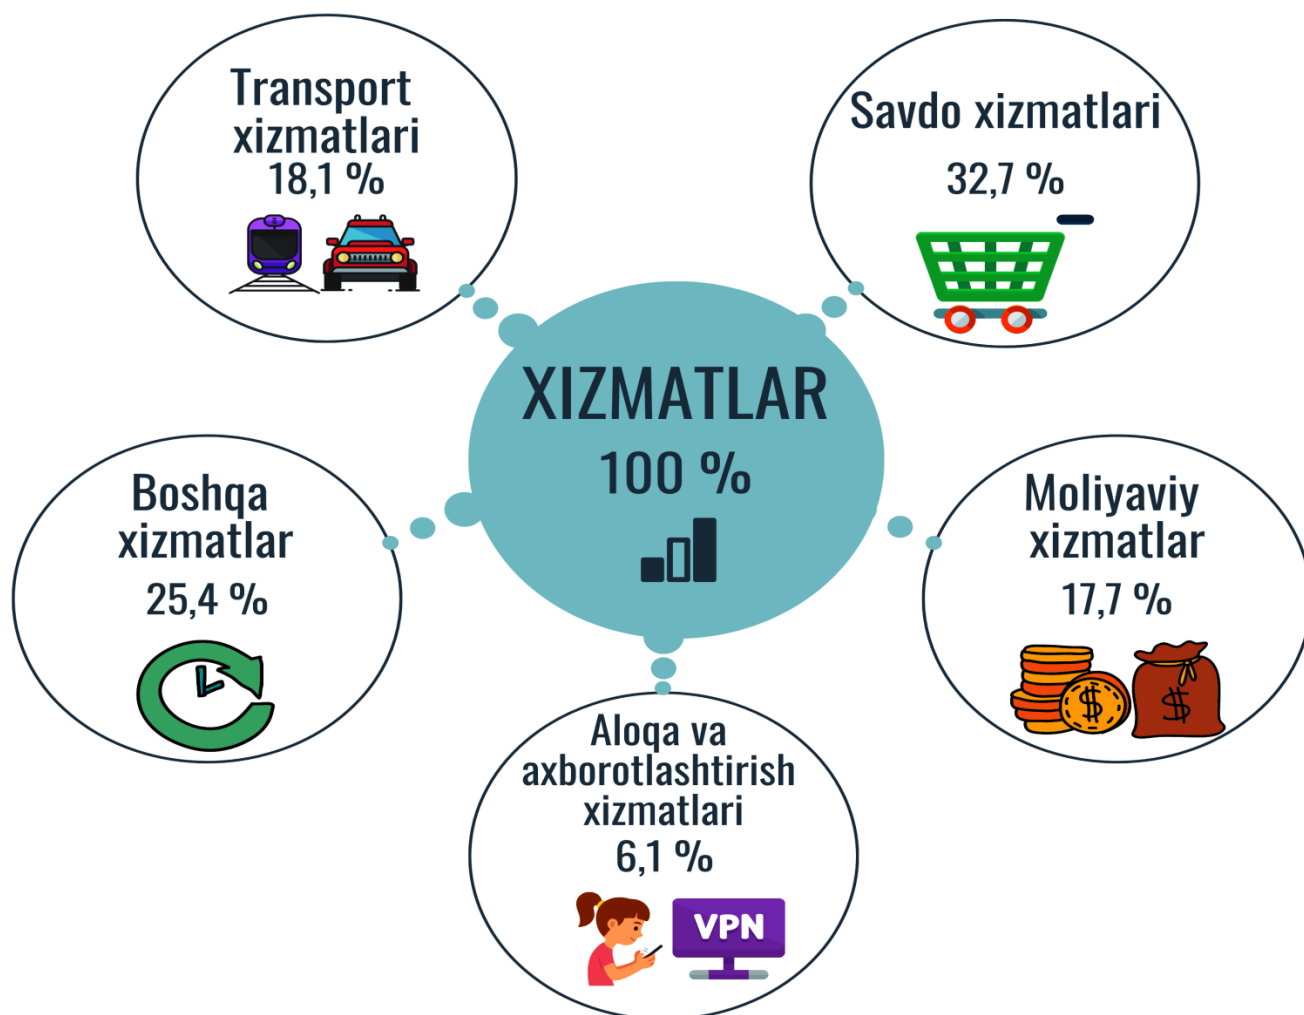 Transport
xizmatlari
18,1 %
Savdo xizmatlari
32,7 %
XIZMATLAR
100 %
Boshqa
xizmatlar
25,4 %
Moliyaviy
xizmatlar
17,7 %
$ $
Aloqa va
axborotlashtirish
xizmatlari
6,1 %
VPN